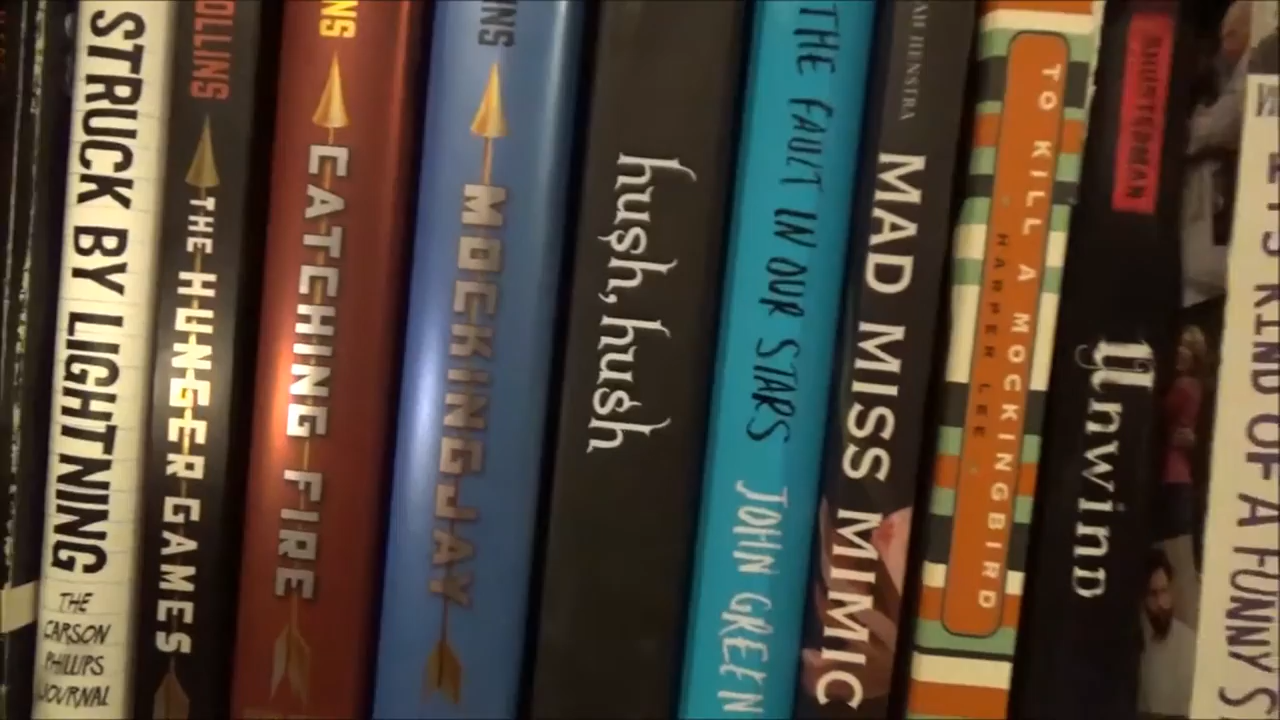 STRUCK BY LIGHTNING
THE
CARSON
PHILLIPS
JOURNAL
THE HUNGER GAMES
CATCHING FIRE
MOCKINGJAY
hush, hush
THE FAULT IN OUR STARS JOHN GREEN
MAD MISS MIMIC
TO KILL A MOCKINGBIRD
HARPER LEE
SHUSTERMAN
unwind
KIND OF A FUNNY